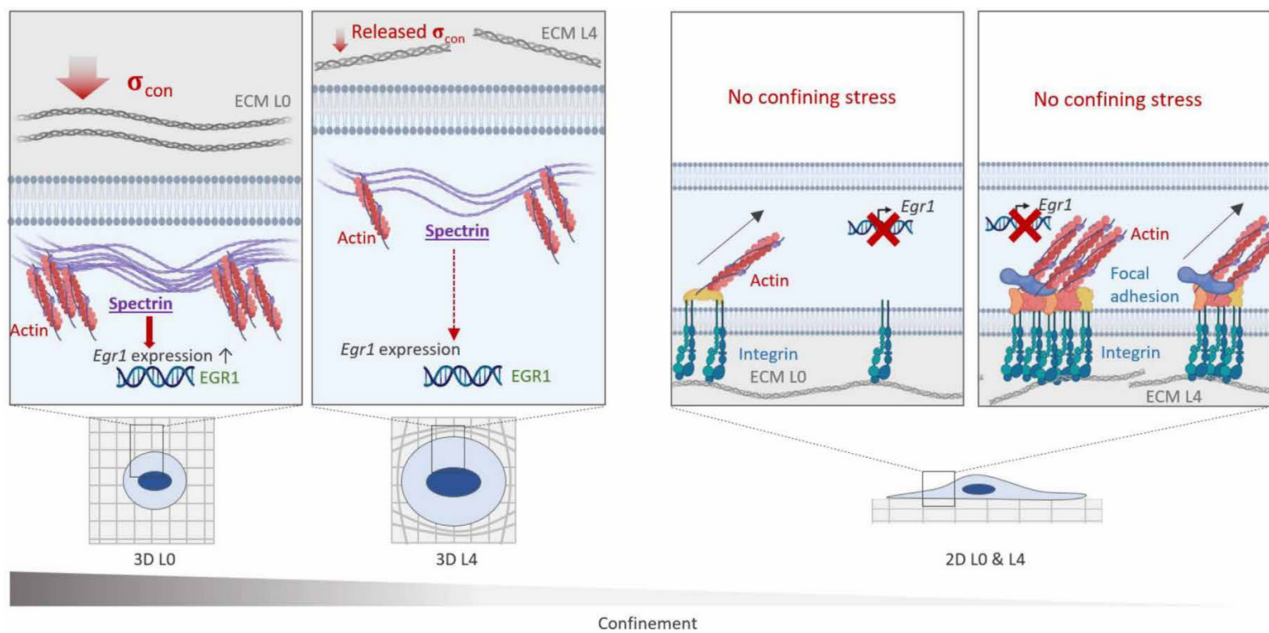 σcon
ECM L0
Spectrin
Actin
Egr1 expression ↑
EGR1
Released σcon
ECM L4
Actin
Spectrin
Egr1 expression
EGR1
No confining stress
Egr1
Actin
Integrin
ECM L0
No confining stress
Egr1
Actin
Focal
adhesion
Integrin
ECM L4
3D L0
3D L4
2D L0 & L4
Confinement